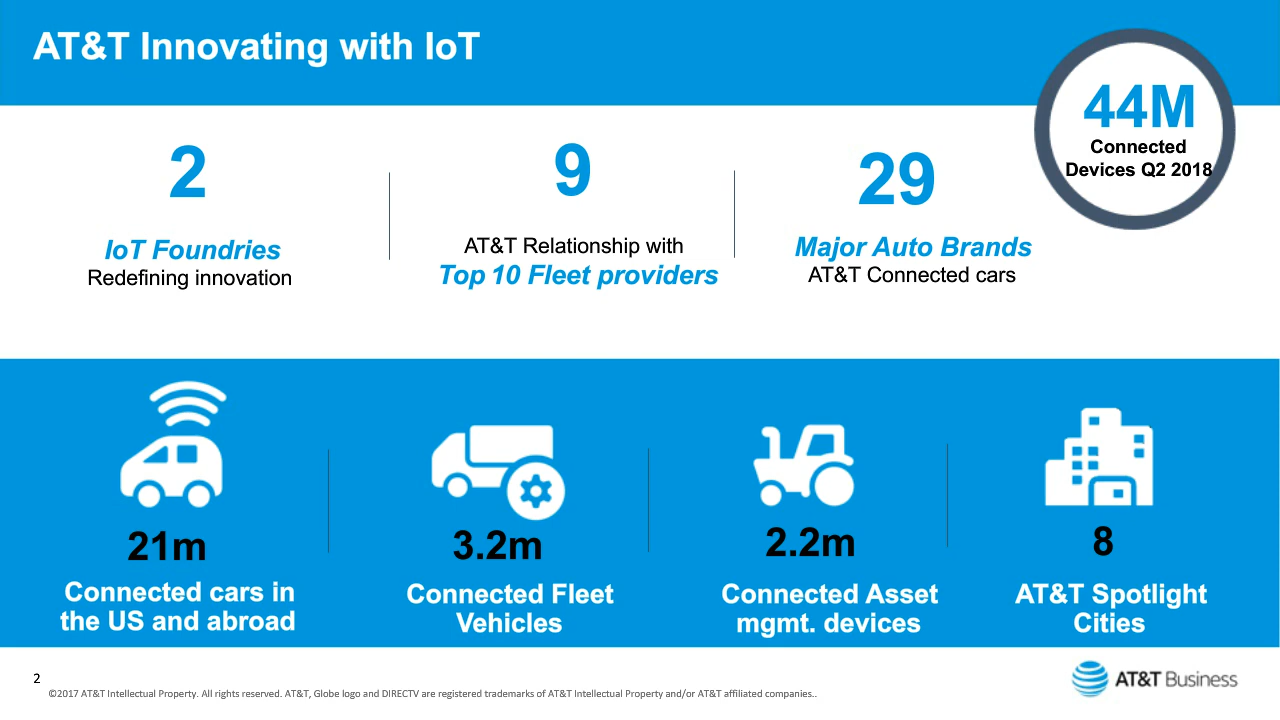 AT&T Innovating with IoT
44M
Connected
Devices Q2 2018
2
IoT Foundries
Redefining innovation
9
AT&T Relationship with
Top 10 Fleet providers
29
Major Auto Brands
AT&T Connected cars
21m
Connected cars in
the US and abroad
3.2m
Connected Fleet
Vehicles
2.2m
Connected Asset
mgmt. devices
8
AT&T Spotlight
Cities
2
©2017 AT&T Intellectual Property. All rights reserved. AT&T, Globe logo and DIRECTV are registered trademarks of AT&T Intellectual Property and/or AT&T affiliated companies..
AT&T Business